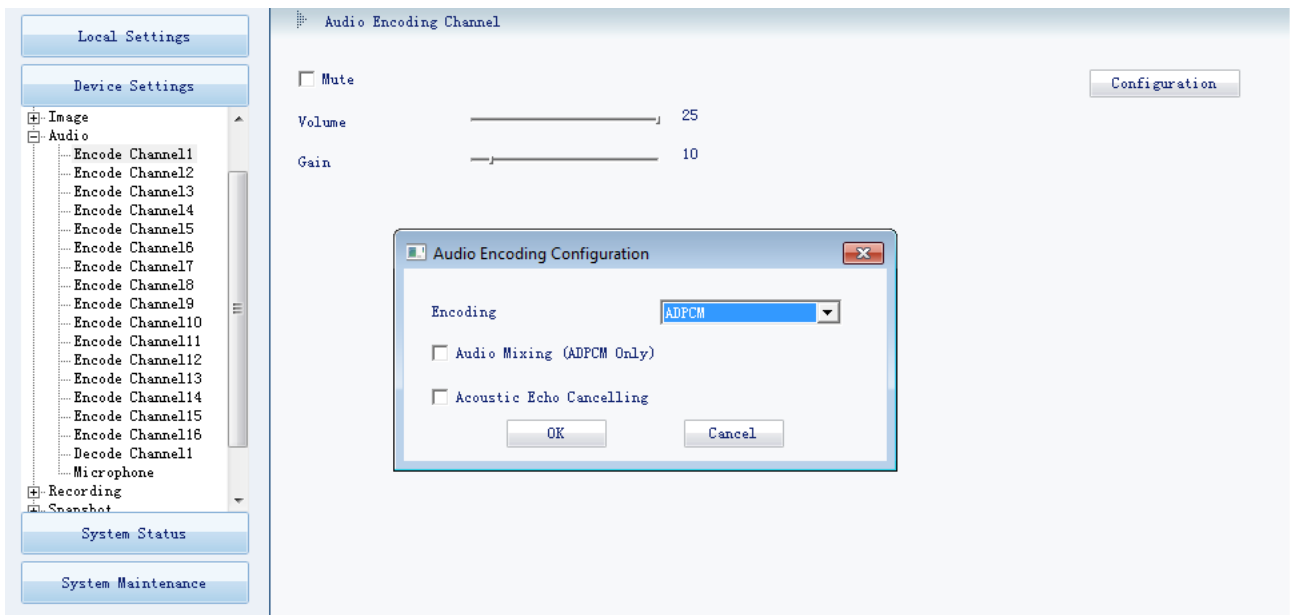 Local Settings
Device Settings
Image
Audio
Encode Channel1
Encode Channel2
Encode Channel3
Encode Channel4
Encode Channel5
Encode Channel6
Encode Channel7
Encode Channel8
Encode Channel9
Encode Channel10
Encode Channel11
Encode Channel12
Encode Channel13
Encode Channel14
Encode Channel15
Encode Channel16
Decode Channel1
Microphone
Recording
Snapshot
System Status
System Maintenance
Audio Encoding Channel
Mute
Configuration
Volume 25
Gain 10
Audio Encoding Configuration
Encoding ADPCM
Audio Mixing (ADPCM Only)
Acoustic Echo Cancelling
OK Cancel